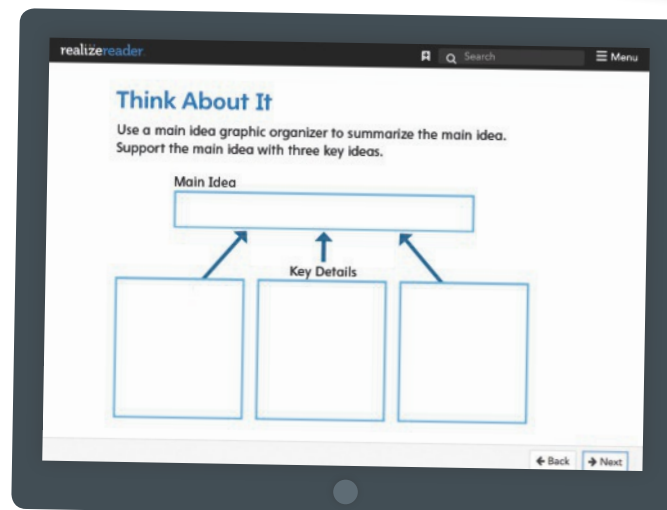 realizereader
Search
Menu
Think About It
Use a main idea graphic organizer to summarize the main idea.
Support the main idea with three key ideas.
Main Idea
Key Details
Back
Next